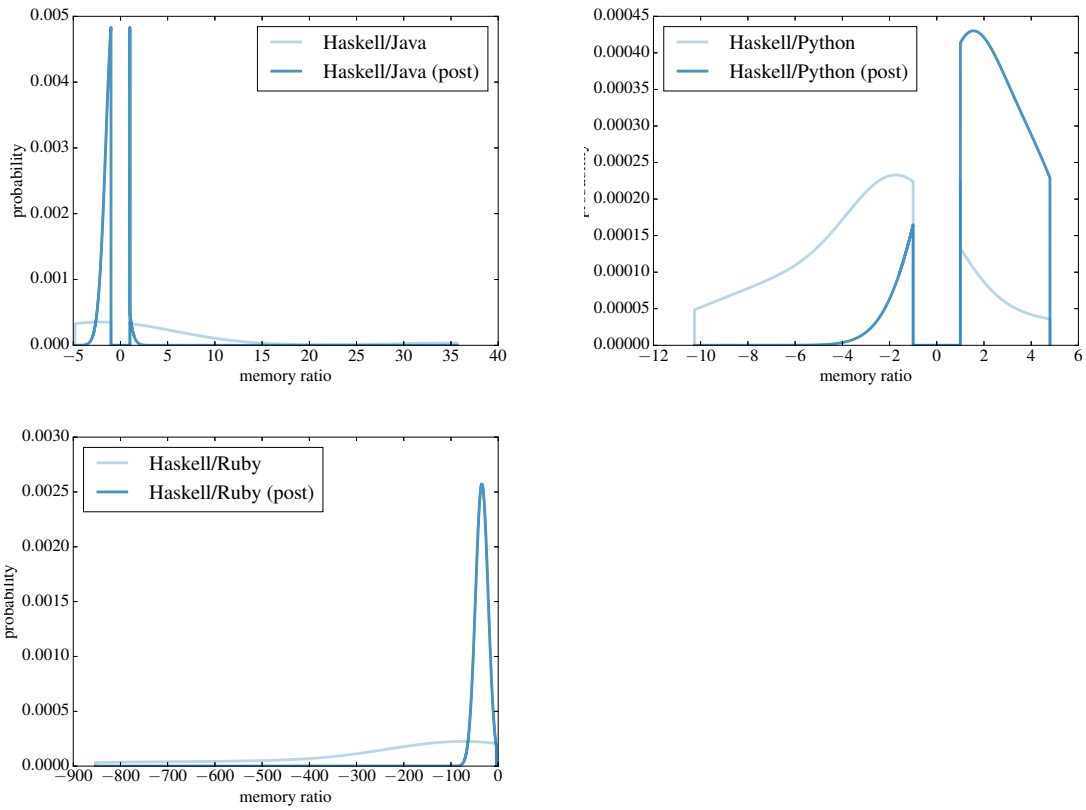 0.005
0.004
0.003
0.002
0.001
0.000
probability
Haskell/Java
Haskell/Java (post)
−5 0 5 10 15 20 25 30 35 40
memory ratio
0.00045
0.00040
0.00035
0.00030
0.00025
0.00020
0.00015
0.00010
0.00005
0.00000
Haskell/Python
Haskell/Python (post)
−12 −10 −8 −6 −4 −2 0 2 4 6
memory ratio
0.0030
0.0025
0.0020
0.0015
0.0010
0.0005
0.0000
probability
Haskell/Ruby
Haskell/Ruby (post)
−900 −800 −700 −600 −500 −400 −300 −200 −100 0
memory ratio